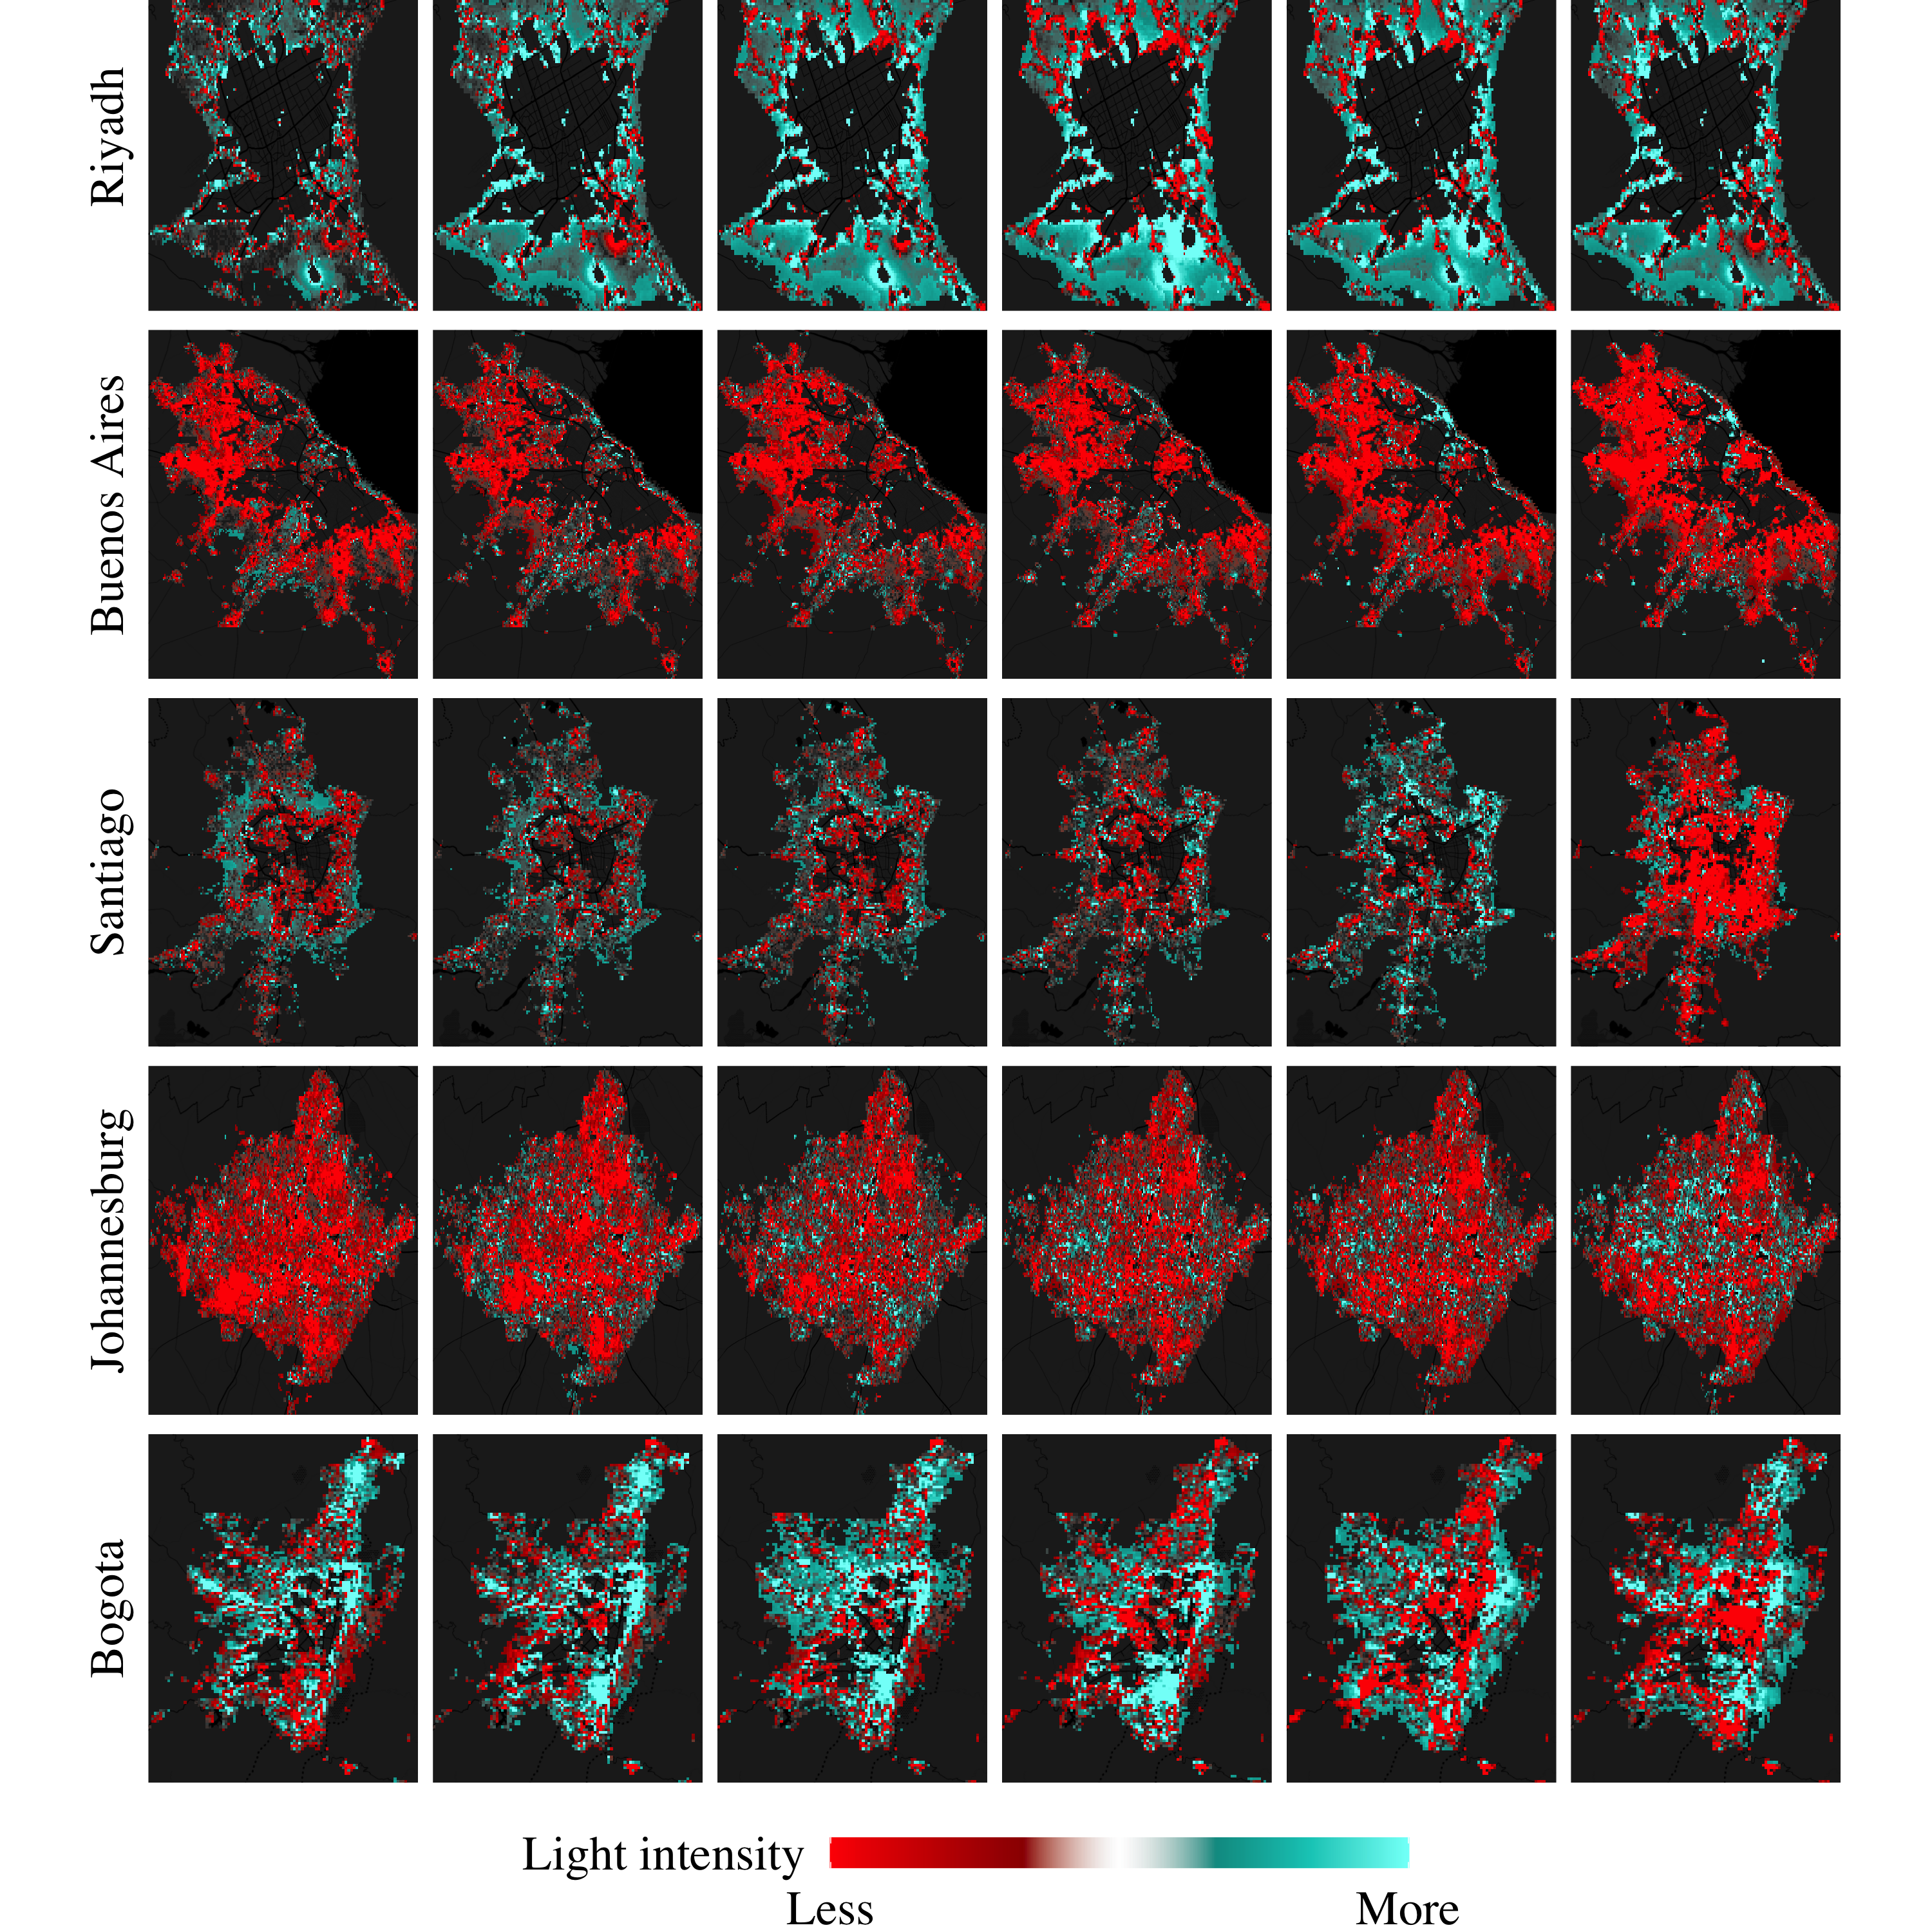 Riyadh
Buenos Aires
Santiago
Johannesburg
Bogota
Light intensity
Less
More